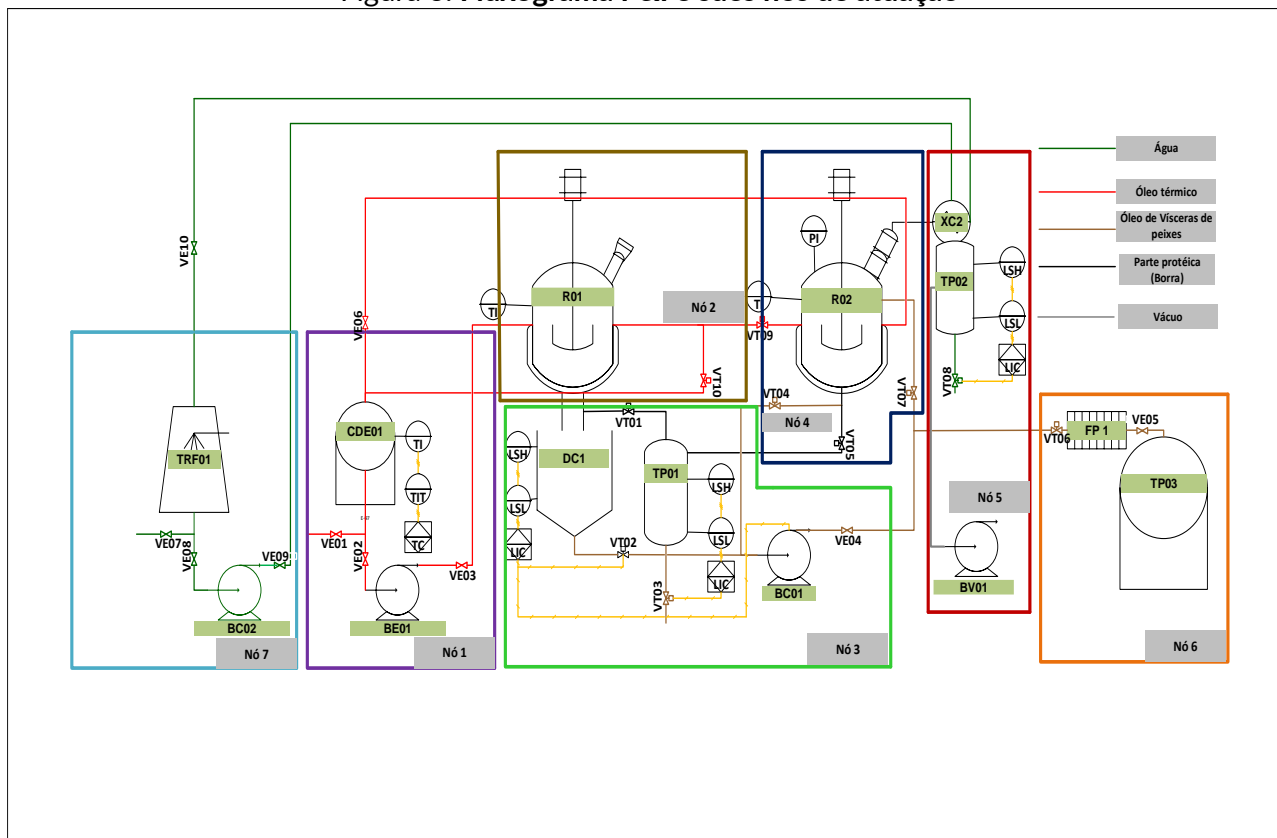 Água
Óleo térmico
Óleo de Vísceras de
peixes
Parte protéica
(Borra)
Vácuo
VE10
TRF01
VE07
VE08
VE09
BC02
Nó 7
VE06
CDE01
TI
TIT
TC
VE01
VE02
VE03
BE01
Nó 1
R01
TI
Nó 2
VT10
VT01
DC1
LSH
LSL
LIC
TP01
LSH
LSL
LIC
VT02
VT03
BC01
VE04
Nó 3
PI
R02
VT09
VT04
Nó 4
VT05
VT07
XC2
TP02
LSH
LSL
LIC
VT08
Nó 5
BV01
VT06
FP 1
VE05
TP03
Nó 6